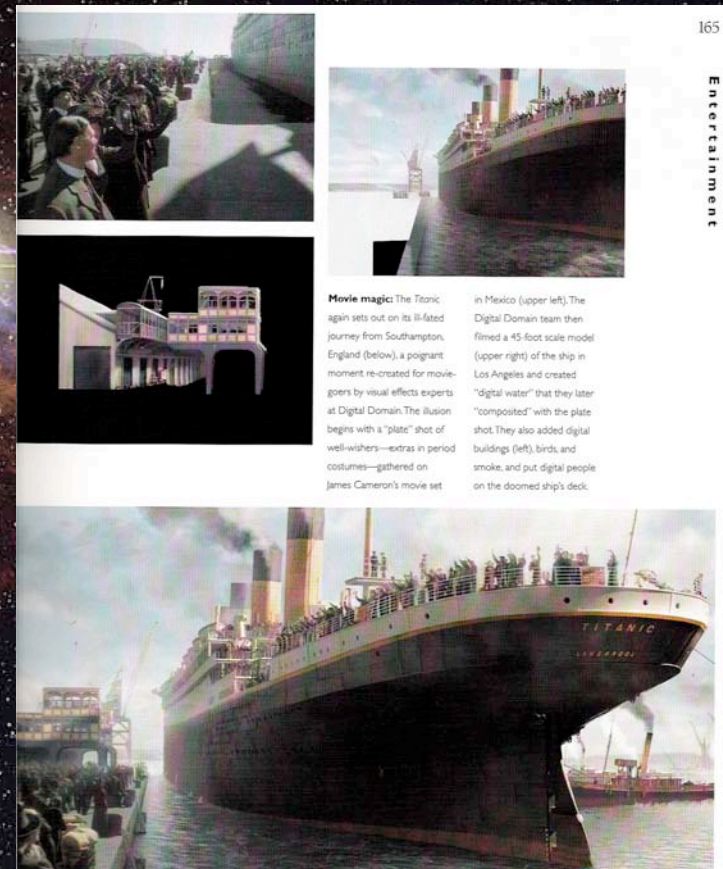 165
Entertainment
Movie magic: The Titanic
again sets out on its ill-fated
journey from Southampton,
England (below), a poignant
moment re-created for movie-
goers by visual effects experts
at Digital Domain. The illusion
begins with a "plate" shot of
well-wishers—extras in period
costumes—gathered on
James Cameron's movie set
in Mexico (upper left). The
Digital Domain team then
filmed a 45-foot scale model
(upper right) of the ship in
Los Angeles and created
"digital water" that they later
"composited" with the plate
shot. They also added digital
buildings (left), birds, and
smoke, and put digital people
on the doomed ship's deck.
TITANIC
LIVERPOOL